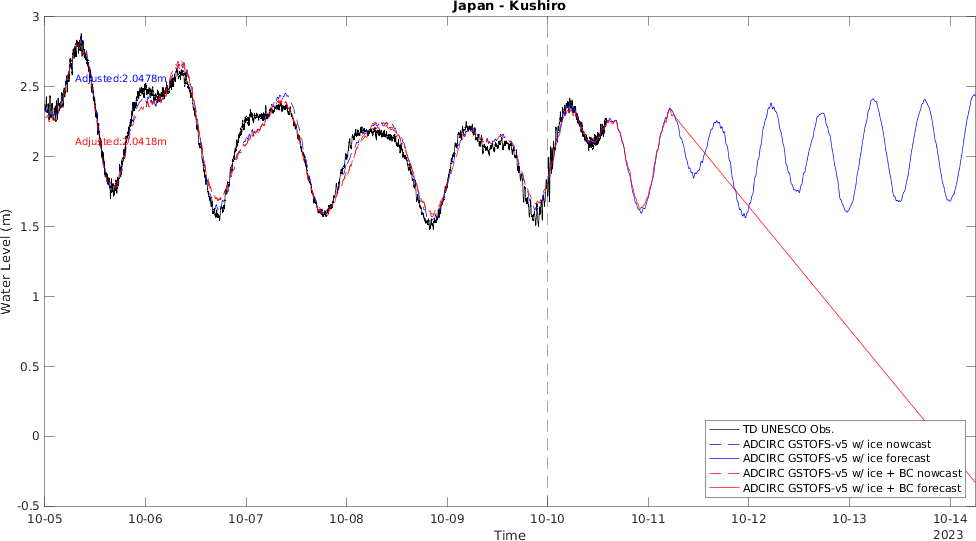 Japan - Kushiro
3
2.5
2
1.5
1
0.5
0
-0.5
Water Level (m)
Adjusted:2.0478m
Adjusted:2.0418m
TD UNESCO Obs.
ADCIRC GSTOFS-v5 w/ ice nowcast
ADCIRC GSTOFS-v5 w/ ice forecast
ADCIRC GSTOFS-v5 w/ ice + BC nowcast
ADCIRC GSTOFS-v5 w/ ice + BC forecast
10-05 10-06 10-07 10-08 10-09 10-10 10-11 10-12 10-13 10-14
Time
2023